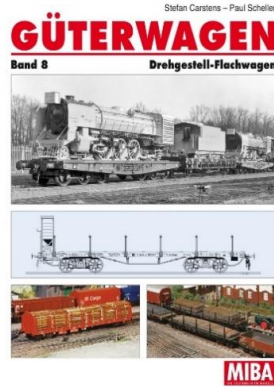 Stefan Carstens – Paul Scheller
GÜTERWAGEN
Band 8
Drehgestell-Flachwagen
MIBA